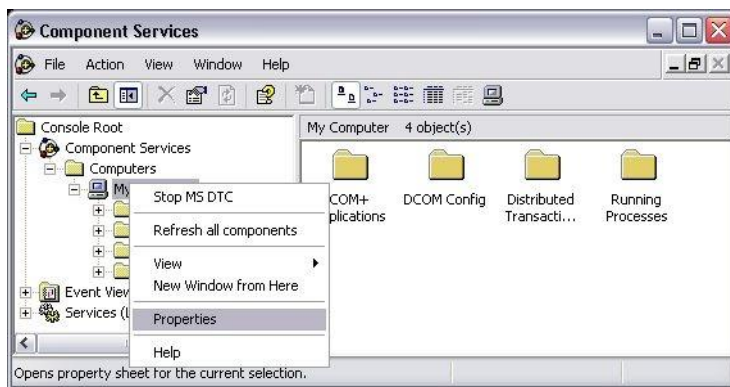 Component Services
File Action View Window Help
Console Root
My Computer 4 object(s)
Component Services
Computers
My
Stop MS DTC
Refresh all components
View
New Window from Here
Properties
Help
COM+
plications
DCOM Config
Distributed
Transacti...
Running
Processes
Event View
Services (L
Opens property sheet for the current selection.